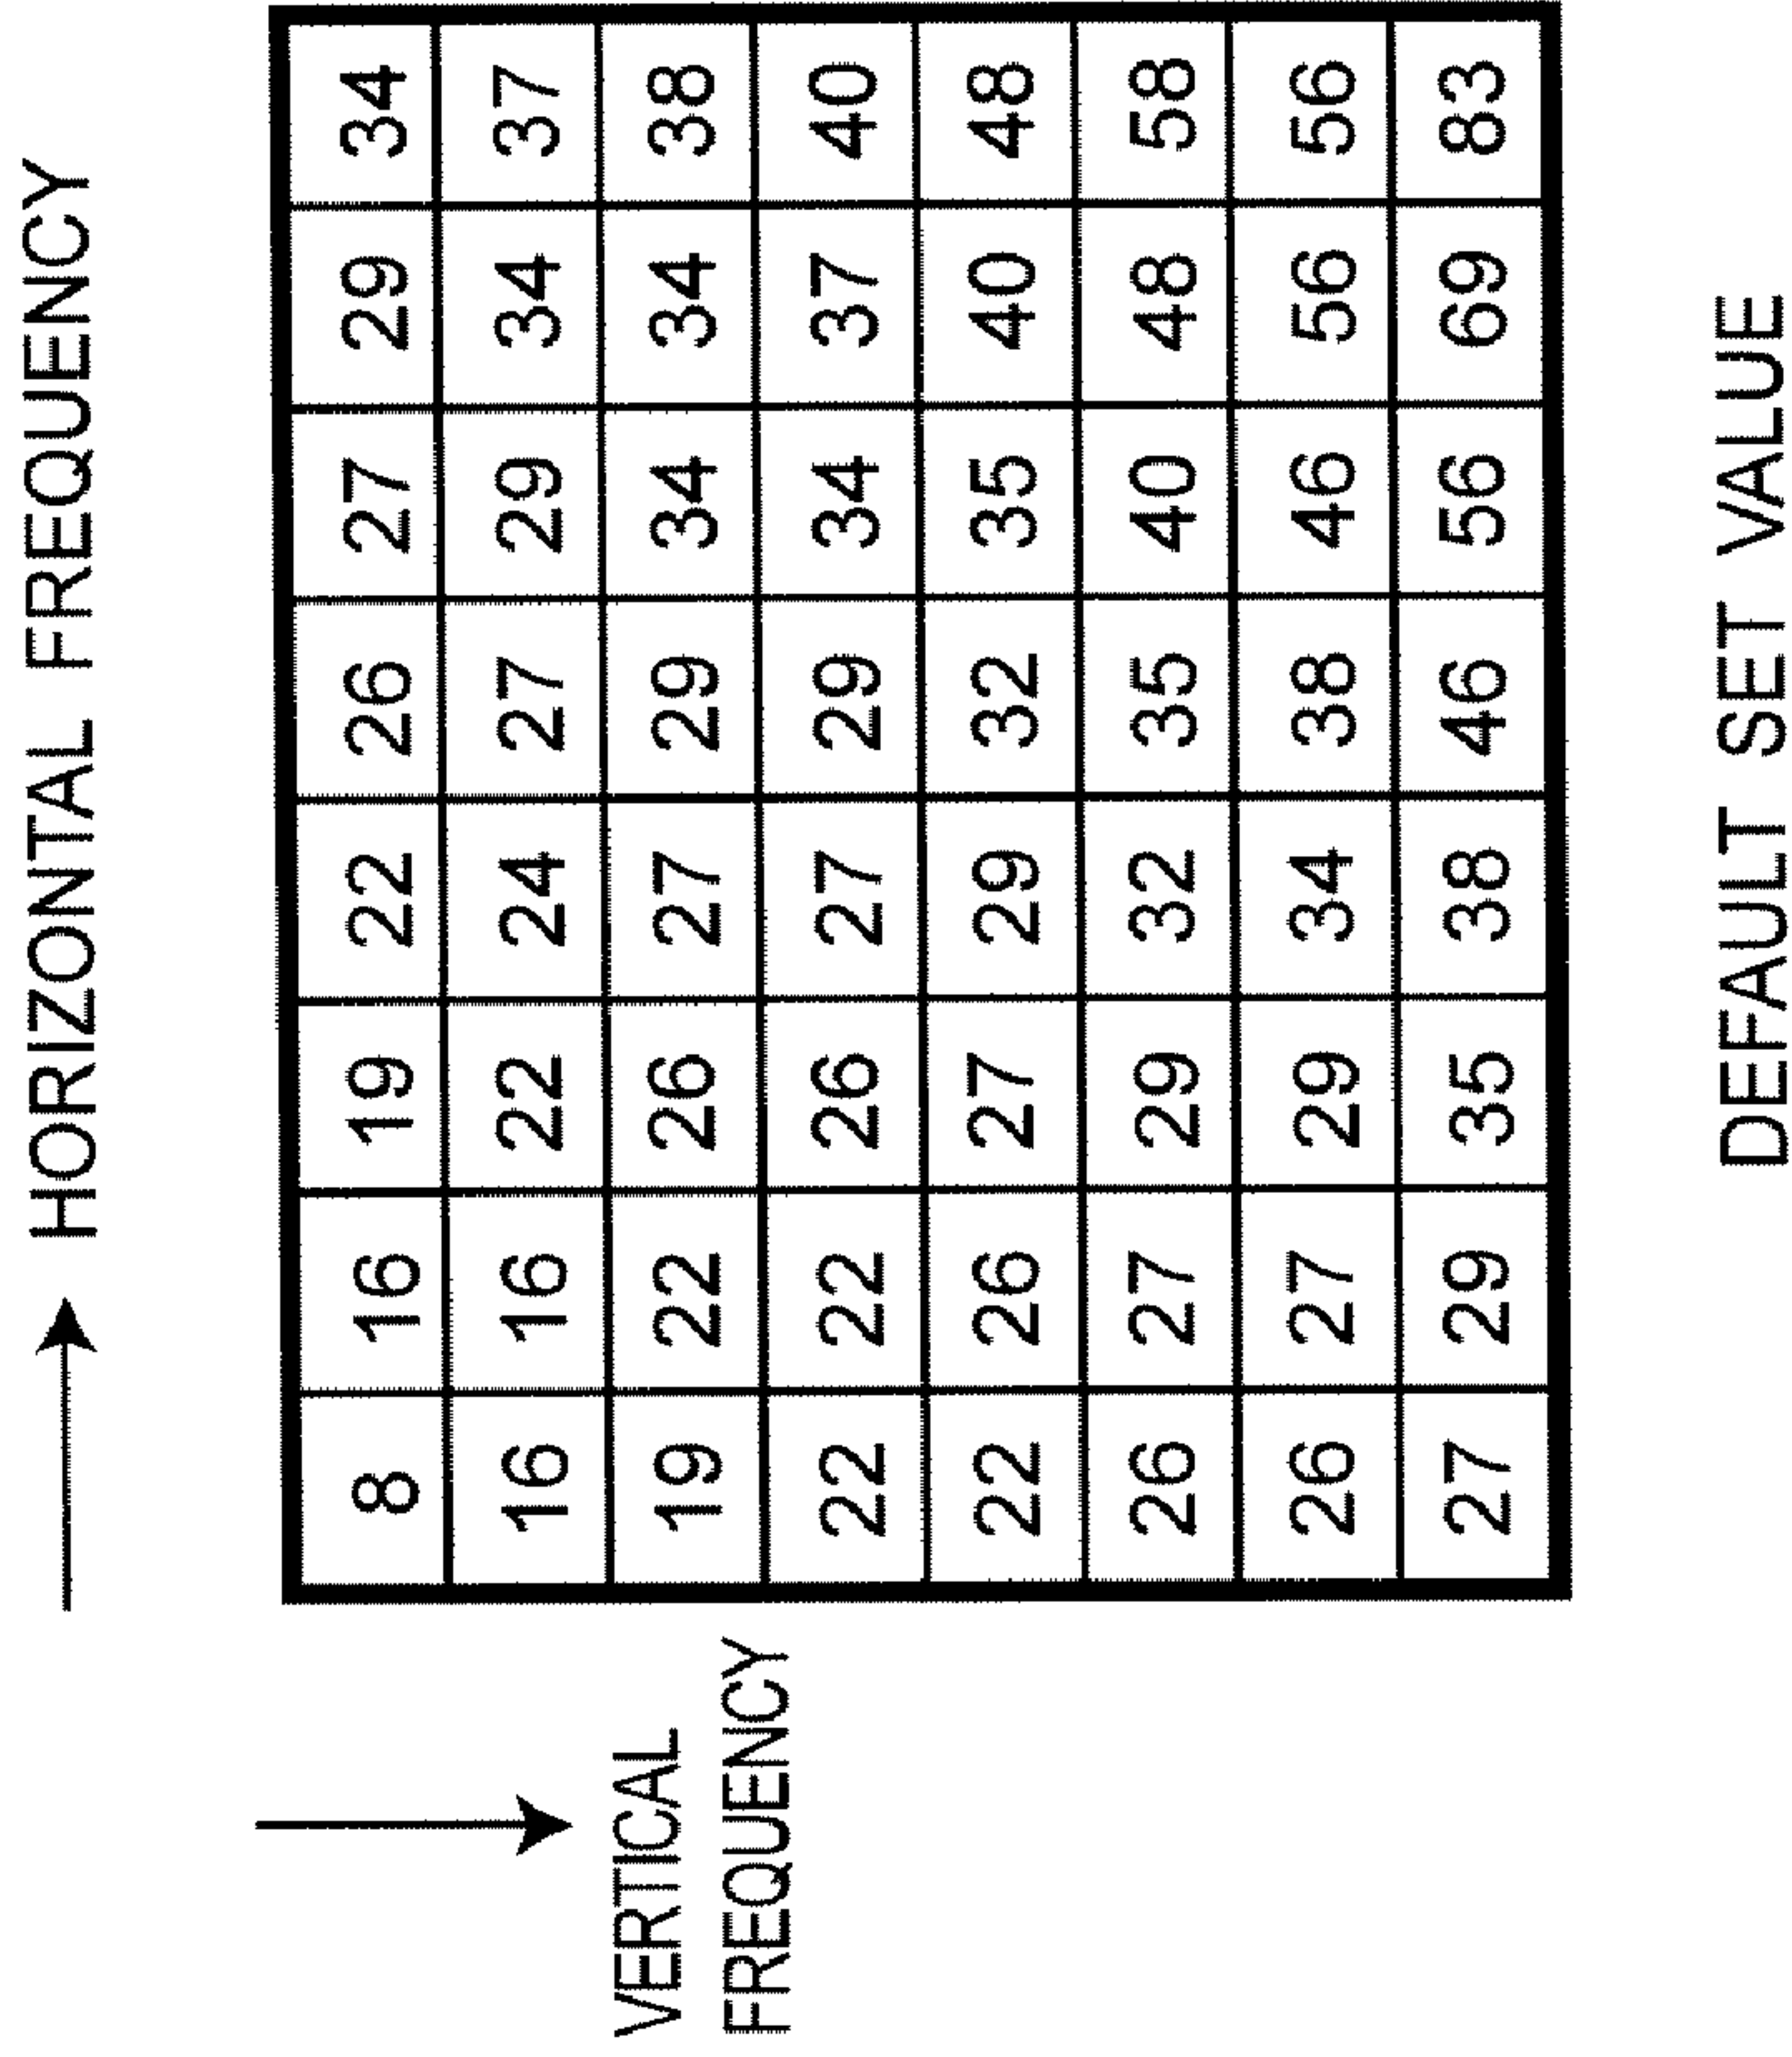 HORIZONTAL FREQUENCY
VERTICAL
FREQUENCY
8 16 19 22 26 27 29 34
16 16 22 24 27 29 34 37
19 22 26 27 29 34 34 38
22 22 26 27 29 34 37 40
22 26 27 29 32 35 40 48
26 27 29 32 35 40 48 58
26 27 29 34 38 46 56 56
27 29 35 38 46 56 69 83
DEFAULT SET VALUE